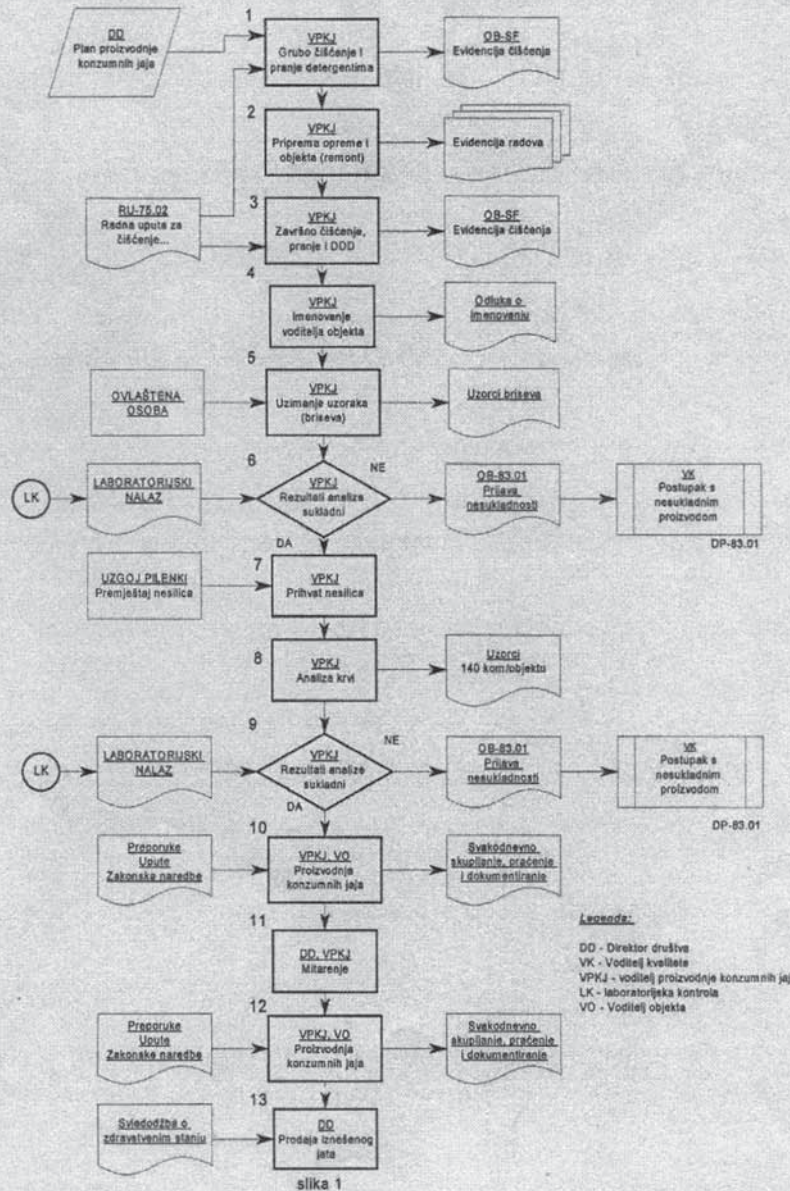 1
DD
Plan proizvodnje
konzumnih jaja
VPKJ
Grubo čišćenje i
pranje detergentima
OB-SF
Evidencija čišćenja
2
VPKJ
Priprema opreme i
objekta (remont)
Evidencija radova
3
RU-75.02
Radna uputa za
čišćenje...
VPKJ
Završno čišćenje,
pranje i DDD
OB-SF
Evidencija čišćenja
4
VPKJ
Imenovanje
voditelja objekta
Odluka o
imenovanju
5
OVLAŠTENA
OSOBA
VPKJ
Uzimanje uzoraka
(briseva)
Uzorci briseva
6
LK
LABORATORIJSKI
NALAZ
VPKJ
Rezultati analize
sukladni
NE
DA
OB-83.01
Prijava
nesukladnosti
VK
Postupak s
nesukladnim
proizvodom
DP-83.01
7
UZGOJ PILENKI
Premještaj nesilica
VPKJ
Prihvat nesilica
8
VPKJ
Analiza krvi
Uzorci
140 kom/objektu
9
LK
LABORATORIJSKI
NALAZ
VPKJ
Rezultati analize
sukladni
NE
DA
OB-83.01
Prijava
nesukladnosti
VK
Postupak s
nesukladnim
proizvodom
DP-83.01
10
Preporuke
Upute
Zakonske naredbe
VPKJ, VO
Proizvodnja
konzumnih jaja
Svakodnevno
skupljanje, praćenje
i dokumentiranje
11
DD, VPKJ
Mitarenje
12
Preporuke
Upute
Zakonske naredbe
VPKJ, VO
Proizvodnja
konzumnih jaja
Svakodnevno
skupljanje, praćenje
i dokumentiranje
13
Svjedodžba o
zdravstvenim stanju
DD
Prodaja iznešenog
jata
Legenda:
DD - Direktor društva
VK - Voditelj kvalitete
VPKJ - voditelj proizvodnje konzumnih jaj
LK - laboratorijska kontrola
VO - Voditelj objekta
slika 1